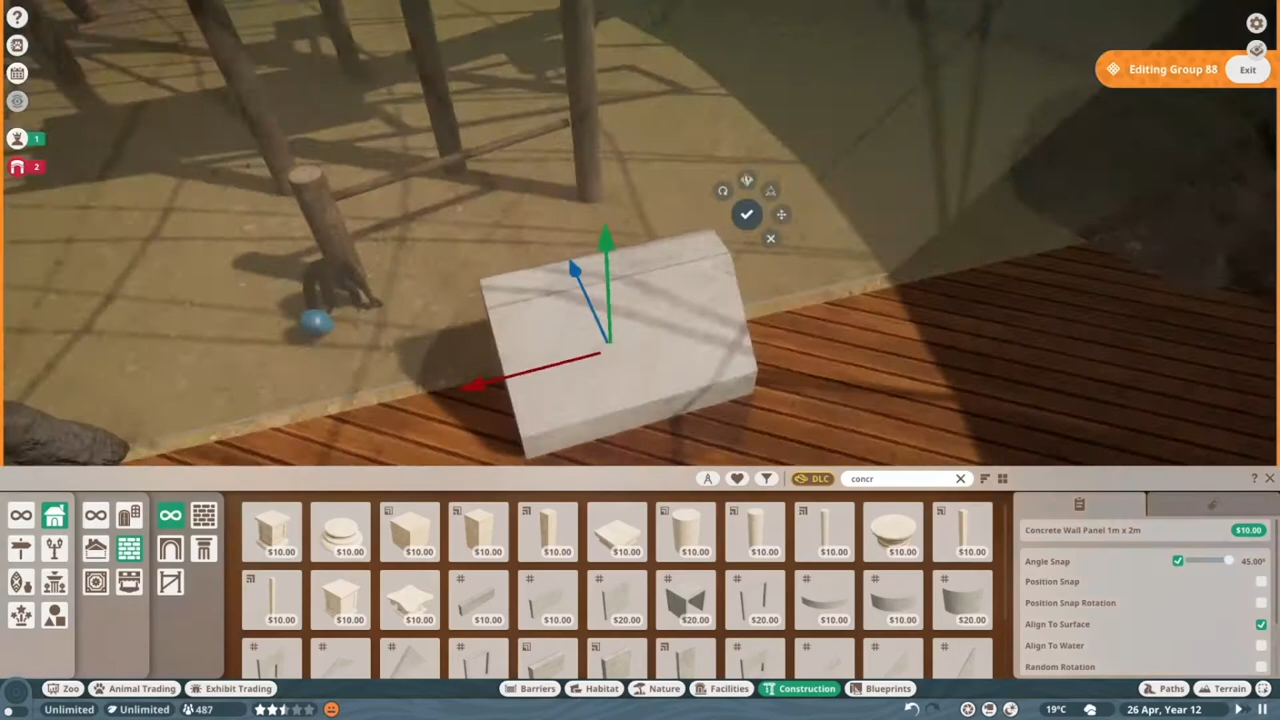 Editing Group 88
Exit
1
2
DLC
concr
?
$10.00 $10.00 $10.00 $10.00 $10.00 $10.00 $10.00 $10.00 $10.00 $10.00 $10.00
$10.00 $10.00 $10.00 $10.00 $10.00 $20.00 $20.00 $20.00 $10.00 $10.00 $20.00
Concrete Wall Panel 1m x 2m $10.00
Angle Snap 45.00°
Position Snap
Position Snap Rotation
Align To Surface
Align To Water
Random Rotation
Zoo Animal Trading Exhibit Trading Barriers Habitat Nature Facilities Construction Blueprints Paths Terrain
Unlimited Unlimited 487 19°C 26 Apr, Year 12